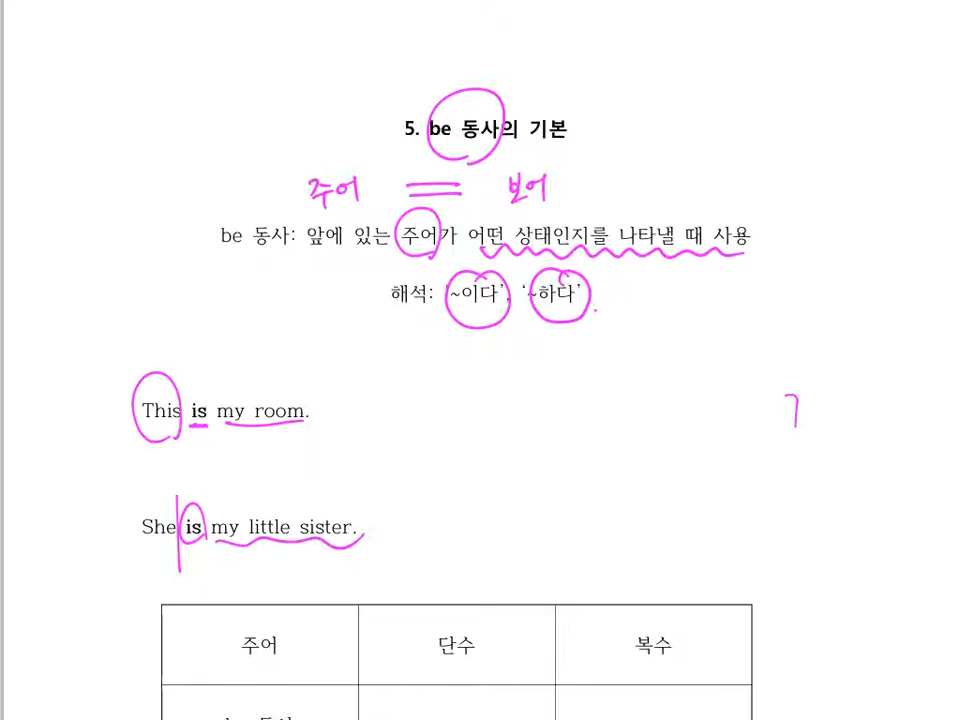 5. be 동사의 기본
주어 = 보어
be 동사: 앞에 있는 주어가 어떤 상태인지를 나타낼 때 사용
해석: ‘~이다’, ‘~하다’
This is my room.
She is my little sister.
주어 단수 복수